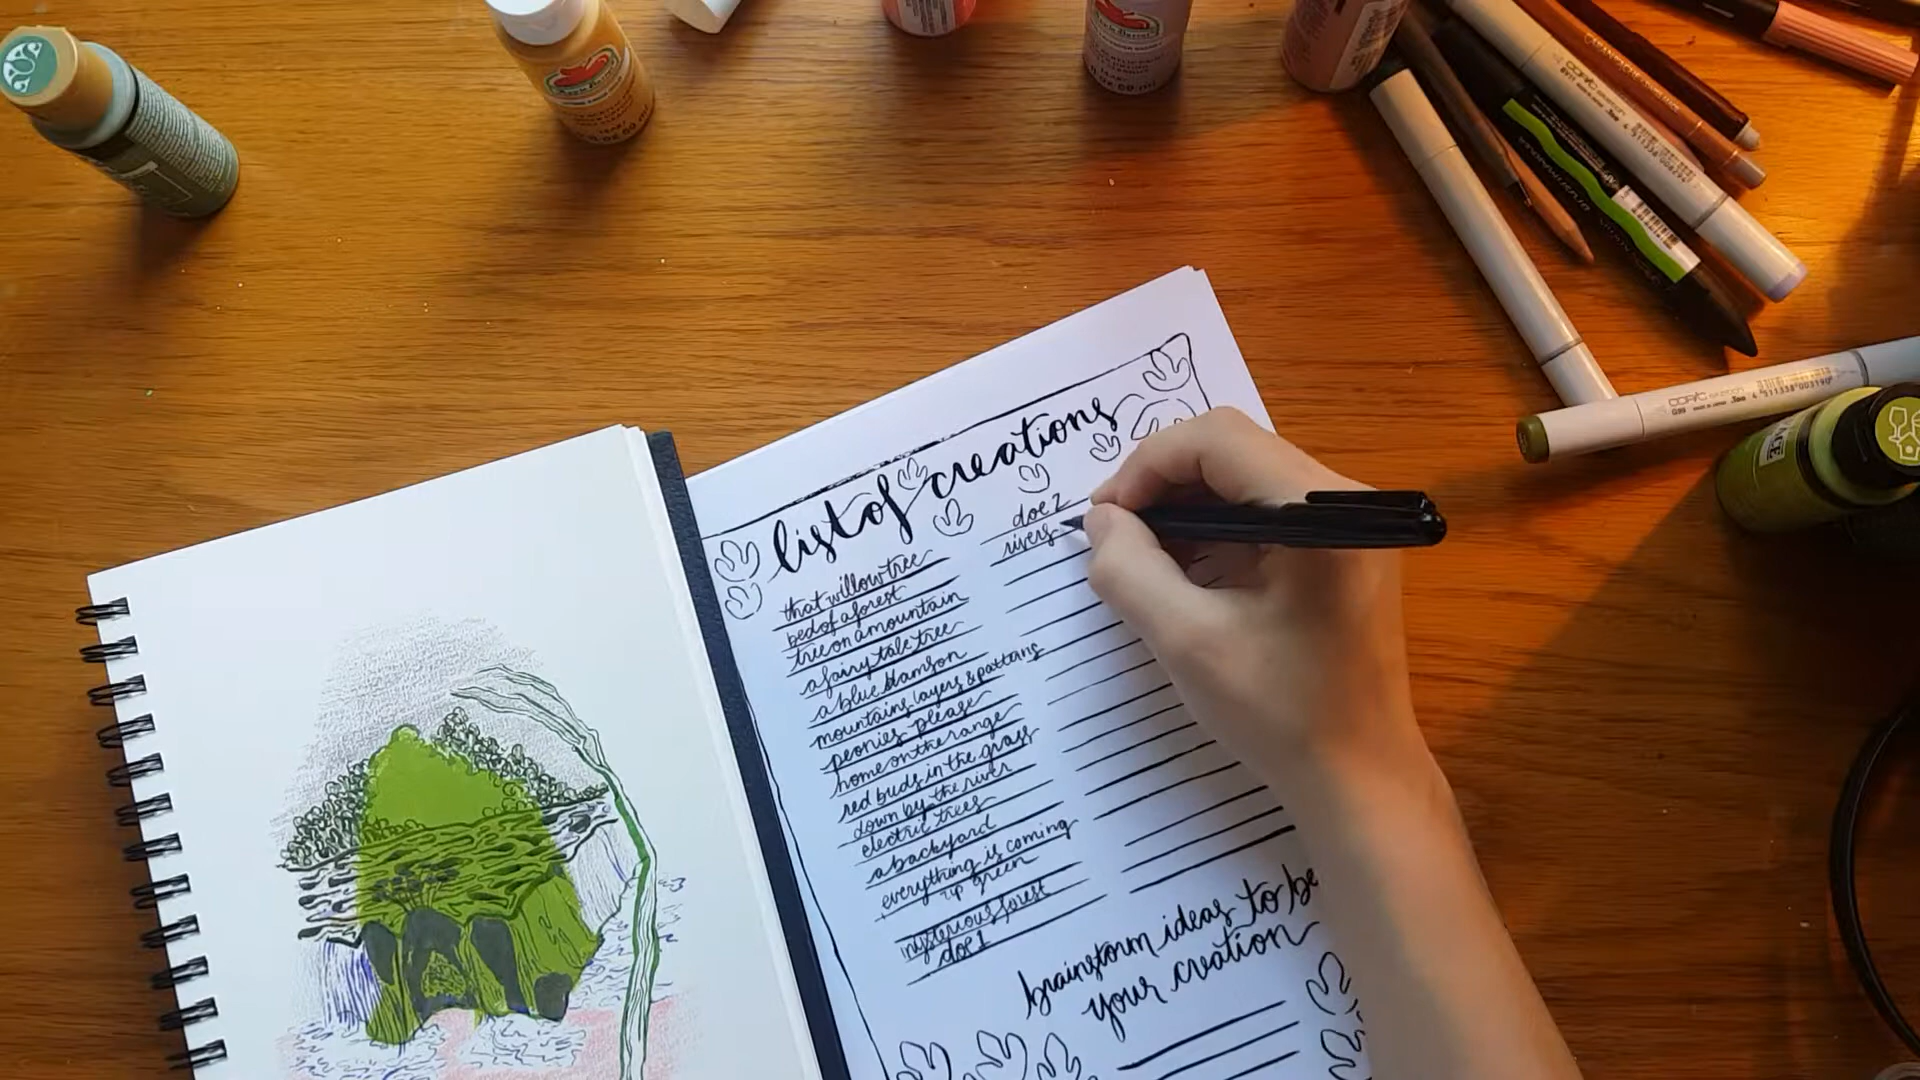 list of creations
that willow tree
bed of a forest
tree on a mountain
a fairy tale tree
a blue
mountains layers & patterns
peonies please
home on the range
red buds in the grass
down by the river
electric trees
a backyard
everything is coming
up green
mysterious forest
doe 1
doe 2
rivers
brainstorm ideas to be
your creation
COPIC